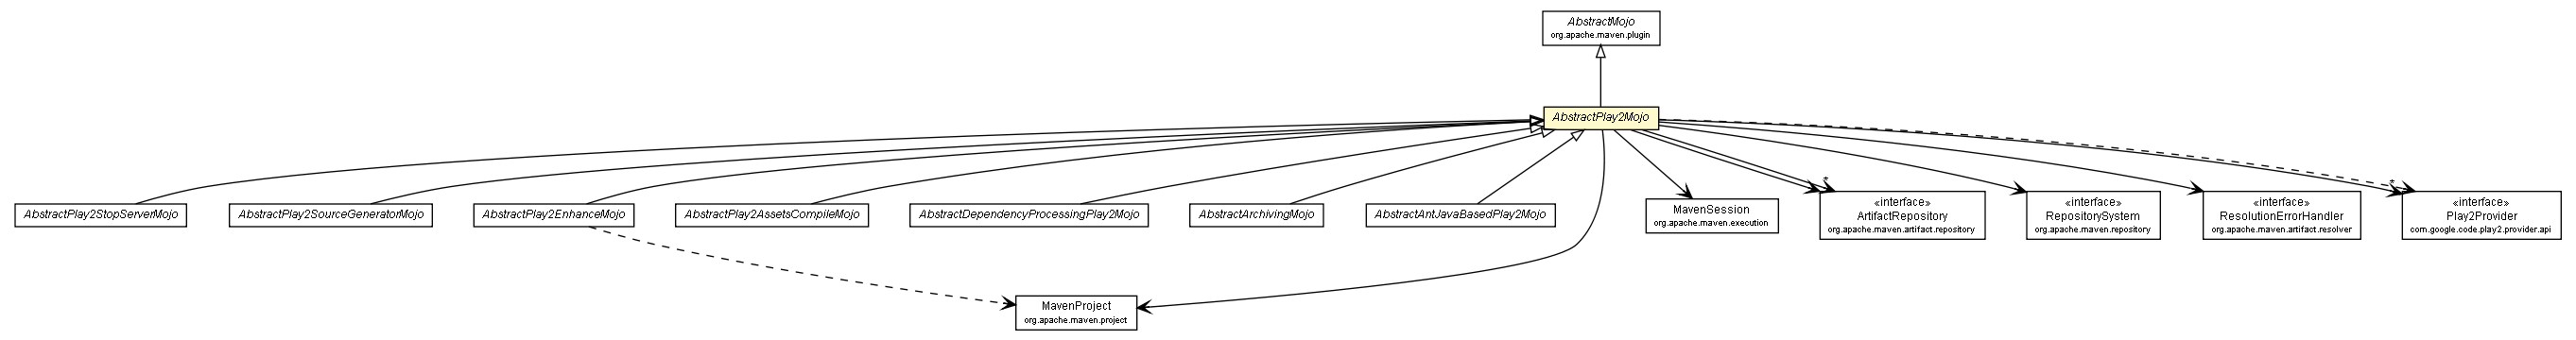 AbstractMojo
org.apache.maven.plugin
AbstractPlay2Mojo
AbstractPlay2StopServerMojo
AbstractPlay2SourceGeneratorMojo
AbstractPlay2EnhanceMojo
AbstractPlay2AssetsCompileMojo
AbstractDependencyProcessingPlay2Mojo
AbstractArchivingMojo
AbstractAntJavaBasedPlay2Mojo
MavenSession
org.apache.maven.execution
*
«interface»
ArtifactRepository
org.apache.maven.artifact.repository
«interface»
RepositorySystem
org.apache.maven.repository
«interface»
ResolutionErrorHandler
org.apache.maven.artifact.resolver
*
«interface»
Play2Provider
com.google.code.play2.provider.api
MavenProject
org.apache.maven.project